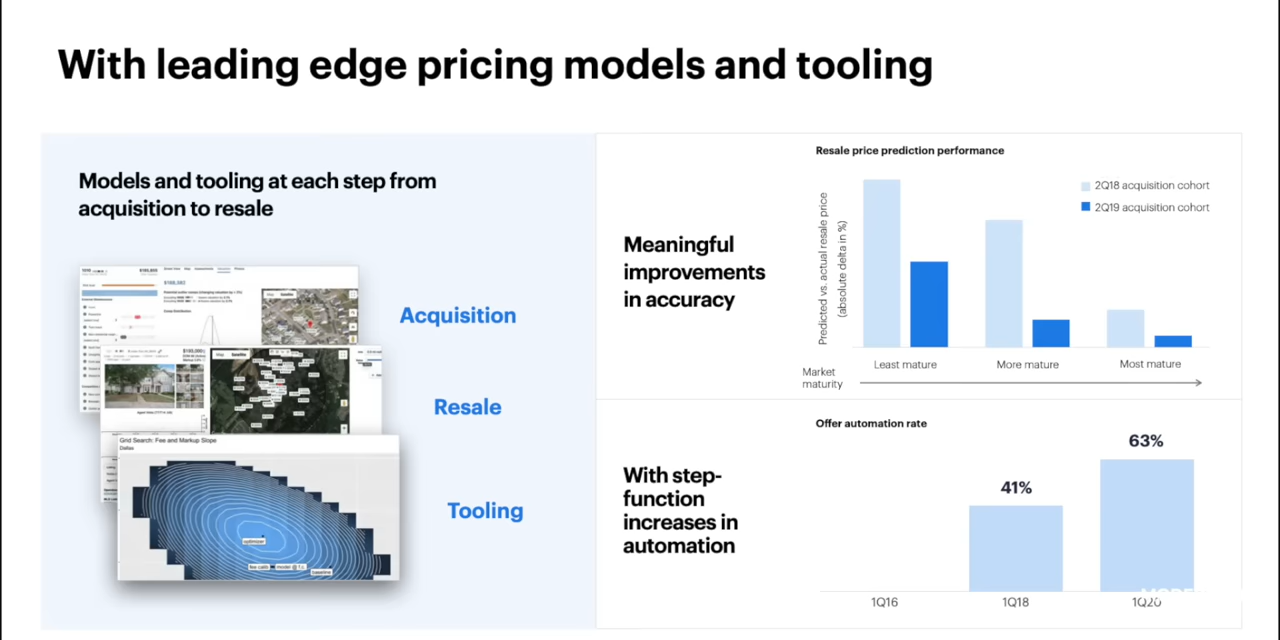 With leading edge pricing models and tooling
Models and tooling at each step from
acquisition to resale
Acquisition
Resale
Tooling
Grid Search: Fee and Markup Slope
Dallas
optimizer
baseline
Meaningful
improvements
in accuracy
Resale price prediction performance
Predicted vs. actual resale price
(absolute delta in %)
2Q18 acquisition cohort
2Q19 acquisition cohort
Least mature
More mature
Most mature
Market
maturity
With step-
function
increases in
automation
Offer automation rate
41%
63%
1Q16
1Q18
1Q20